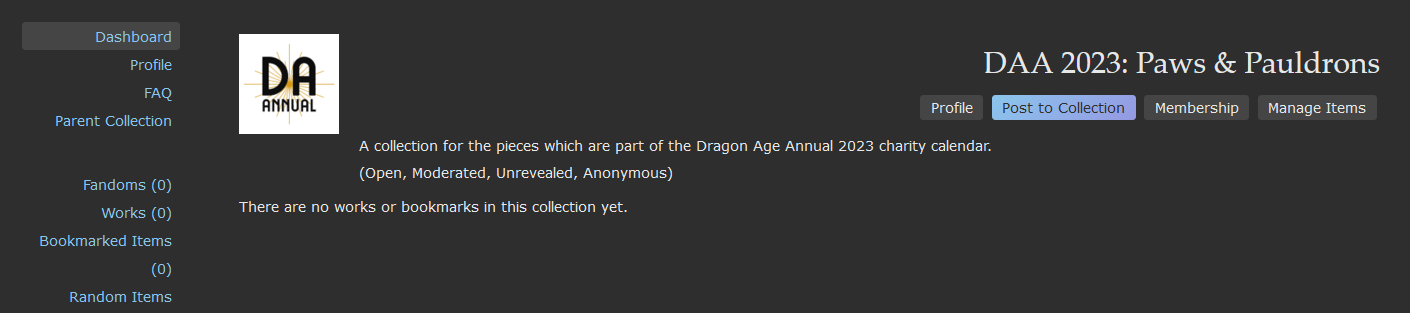 Dashboard
Profile
FAQ
Parent Collection
Fandoms (0)
Works (0)
Bookmarked Items
(0)
Random Items
DA
ANNUAL
DAA 2023: Paws & Pauldrons
Profile Post to Collection Membership Manage Items
A collection for the pieces which are part of the Dragon Age Annual 2023 charity calendar.
(Open, Moderated, Unrevealed, Anonymous)
There are no works or bookmarks in this collection yet.